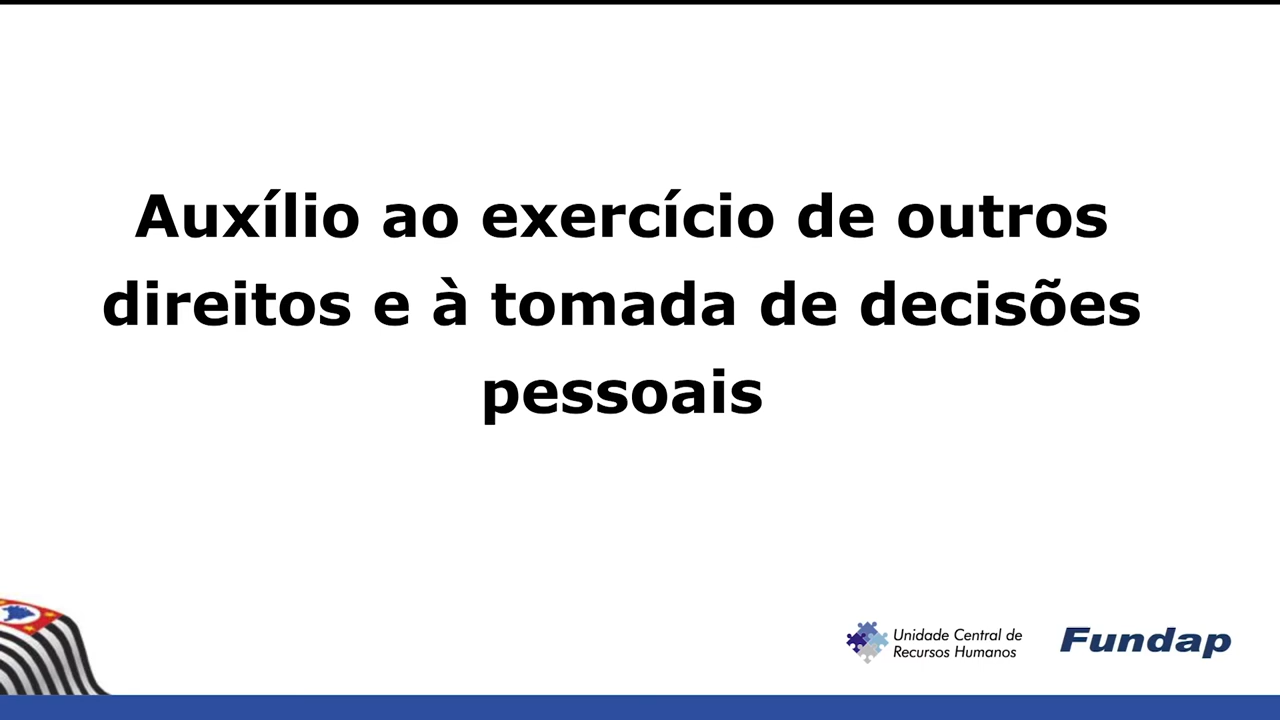 Auxílio ao exercício de outros
direitos e à tomada de decisões
pessoais
Unidade Central de
Recursos Humanos
Fundap